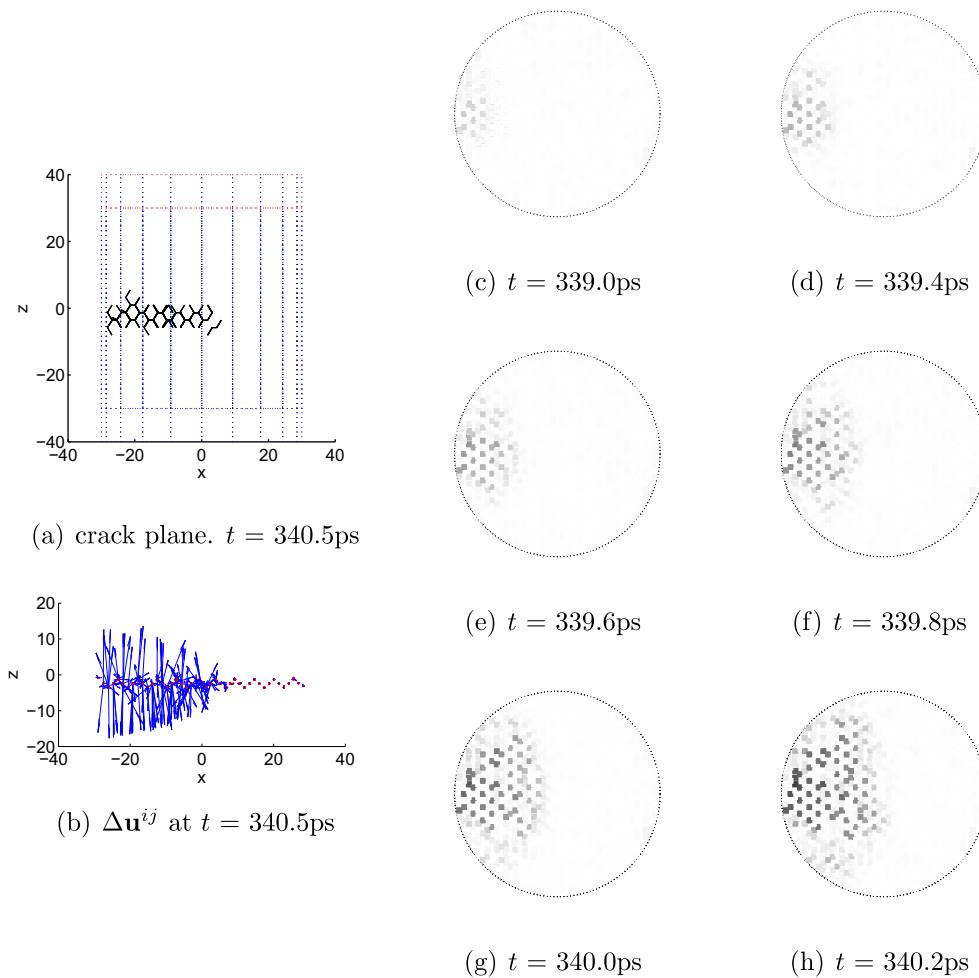 40
20
0
−20
−40
z
−40
−20
0
20
40
x
(a) crack plane. t = 340.5ps
20
10
0
−10
−20
z
−40
−20
0
20
40
x
(b) Δu^{ij} at t = 340.5ps
(c) t = 339.0ps
(d) t = 339.4ps
(e) t = 339.6ps
(f) t = 339.8ps
(g) t = 340.0ps
(h) t = 340.2ps